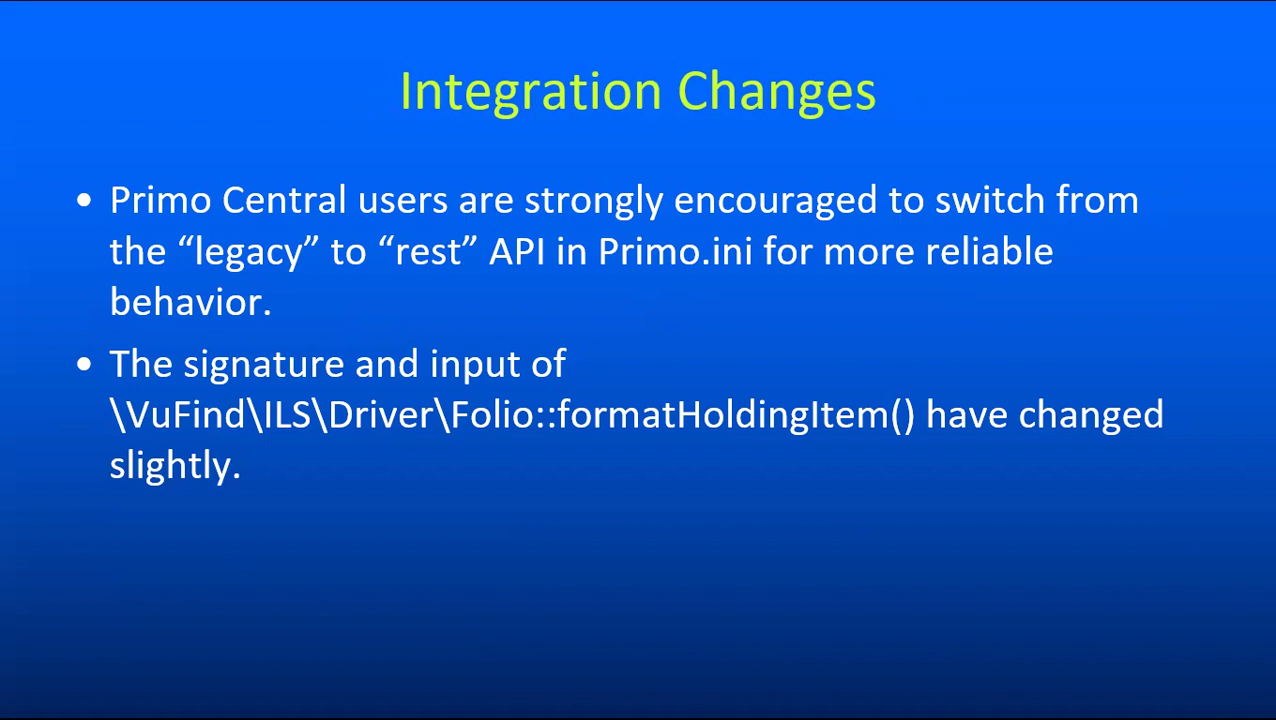 Integration Changes
• Primo Central users are strongly encouraged to switch from
the “legacy” to “rest” API in Primo.ini for more reliable
behavior.
• The signature and input of
\VuFind\ILS\Driver\Folio::formatHoldingItem() have changed
slightly.